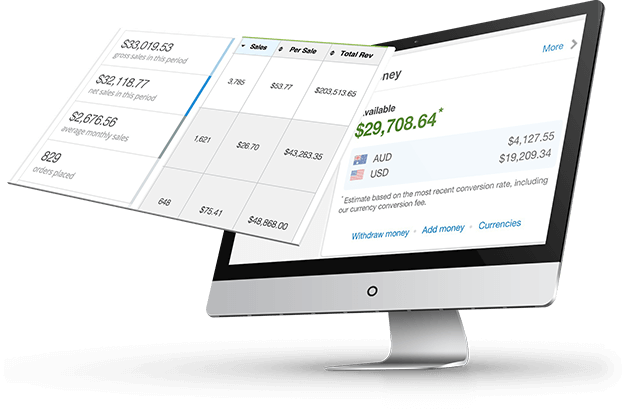 $33,019.53
gross sales in this period
$32,118.77
net sales in this period
$2,676.56
average monthly sales
829
orders placed
Sales Per Sale Total Rev
3,785 $53.77 $203,513.65
1,621 $26.70 $43,283.35
648 $75.41 $48,868.00
ney
More
vailable
$29,708.64*
AUD $4,127.55
USD $19,209.34
*Estimate based on the most recent conversion rate, including
our currency conversion fee.
Withdraw money Add money Currencies